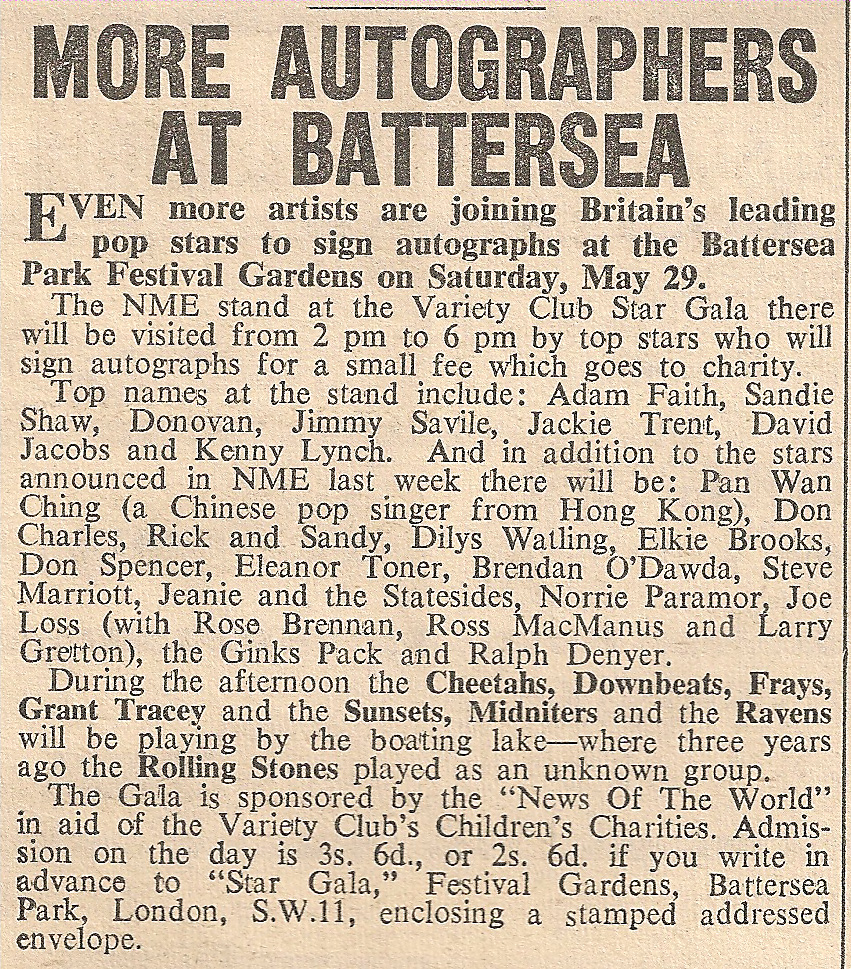 MORE AUTOGRAPHERS
AT BATTERSEA
EVEN more artists are joining Britain's leading
pop stars to sign autographs at the Battersea
Park Festival Gardens on Saturday, May 29.
The NME stand at the Variety Club Star Gala there
will be visited from 2 pm to 6 pm by top stars who will
sign autographs for a small fee which goes to charity.
Top names at the stand include: Adam Faith, Sandie
Shaw, Donovan, Jimmy Savile, Jackie Trent, David
Jacobs and Kenny Lynch. And in addition to the stars
announced in NME last week there will be: Pan Wan
Ching (a Chinese pop singer from Hong Kong), Don
Charles, Rick and Sandy, Dilys Watling, Elkie Brooks,
Don Spencer, Eleanor Toner, Brendan O'Dawda, Steve
Marriott, Jeanie and the Statesides, Norrie Paramor, Joe
Loss (with Rose Brennan, Ross MacManus and Larry
Gretton), the Ginks Pack and Ralph Denyer.
During the afternoon the Cheetahs, Downbeats, Frays,
Grant Tracey and the Sunsets, Midniters and the Ravens
will be playing by the boating lake—where three years
ago the Rolling Stones played as an unknown group.
The Gala is sponsored by the "News Of The World"
in aid of the Variety Club's Children's Charities. Admis-
sion on the day is 3s. 6d., or 2s. 6d. if you write in
advance to "Star Gala," Festival Gardens, Battersea
Park, London, S.W.11, enclosing a stamped addressed
envelope.